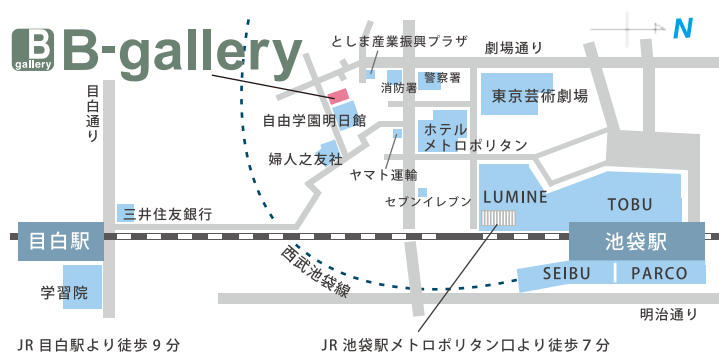 B
gallery
B-gallery
としま産業振興プラザ
劇場通り
N
目白通り
消防署
警察署
東京芸術劇場
自由学園明日館
ホテル
メトロポリタン
婦人之友社
ヤマト運輸
セブンイレブン
LUMINE
TOBU
三井住友銀行
目白駅
池袋駅
西武池袋線
SEIBU
PARCO
学習院
明治通り
JR 目白駅より徒歩 9 分
JR 池袋駅メトロポリタン口より徒歩 7 分